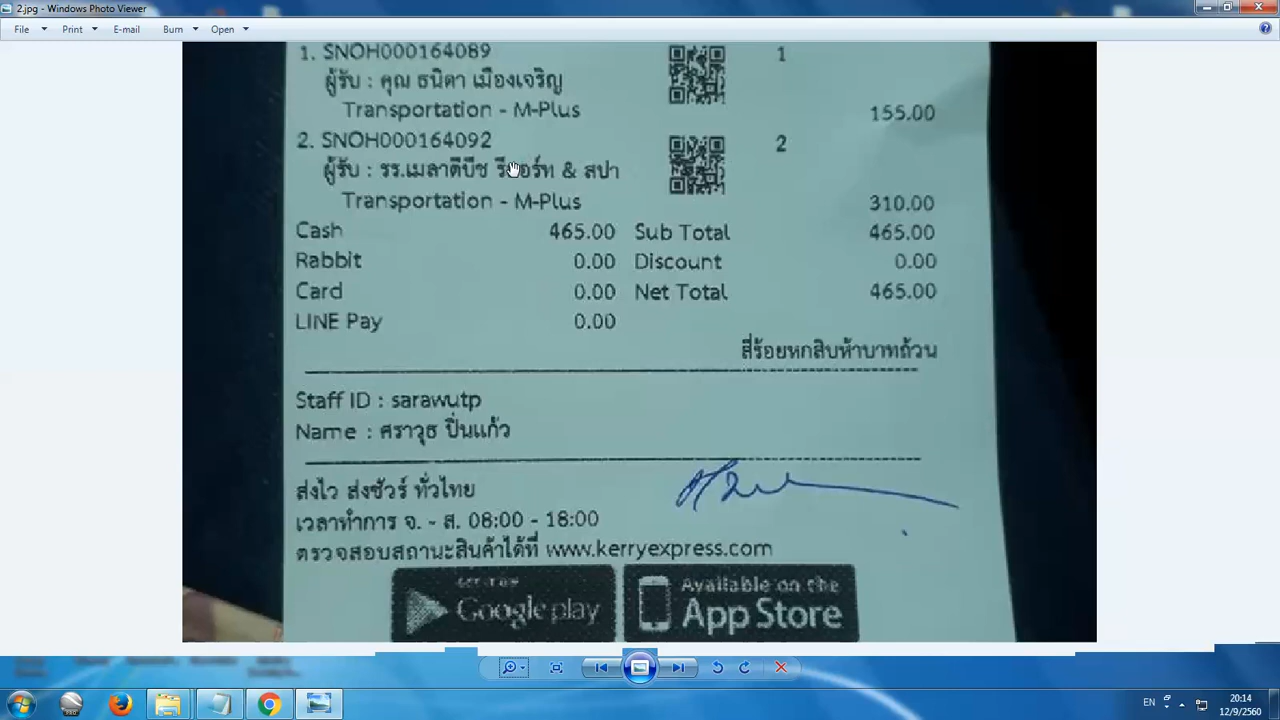 2.jpg - Windows Photo Viewer
File Print E-mail Burn Open
1. SNOH000164089 1
ผู้รับ : คุณ ธนิดา เมืองเจริญ
Transportation - M-Plus 155.00
2. SNOH000164092 2
ผู้รับ : รร.เมลาตีบีช & สปา
Transportation - M-Plus 310.00
Cash 465.00 Sub Total 465.00
Rabbit 0.00 Discount 0.00
Card 0.00 Net Total 465.00
LINE Pay 0.00
สี่ร้อยหกสิบห้าบาทถ้วน
Staff ID : sarawutp
Name : ศราวุธ ปิ่นแก้ว
ส่งไว ส่งชัวร์ ทั่วไทย
เวลาทำการ จ. - ส. 08:00 - 18:00
ตรวจสอบสถานะสินค้าได้ที่ www.kerryexpress.com
Google play
Available on the
App Store
EN 20:14
12/9/2560